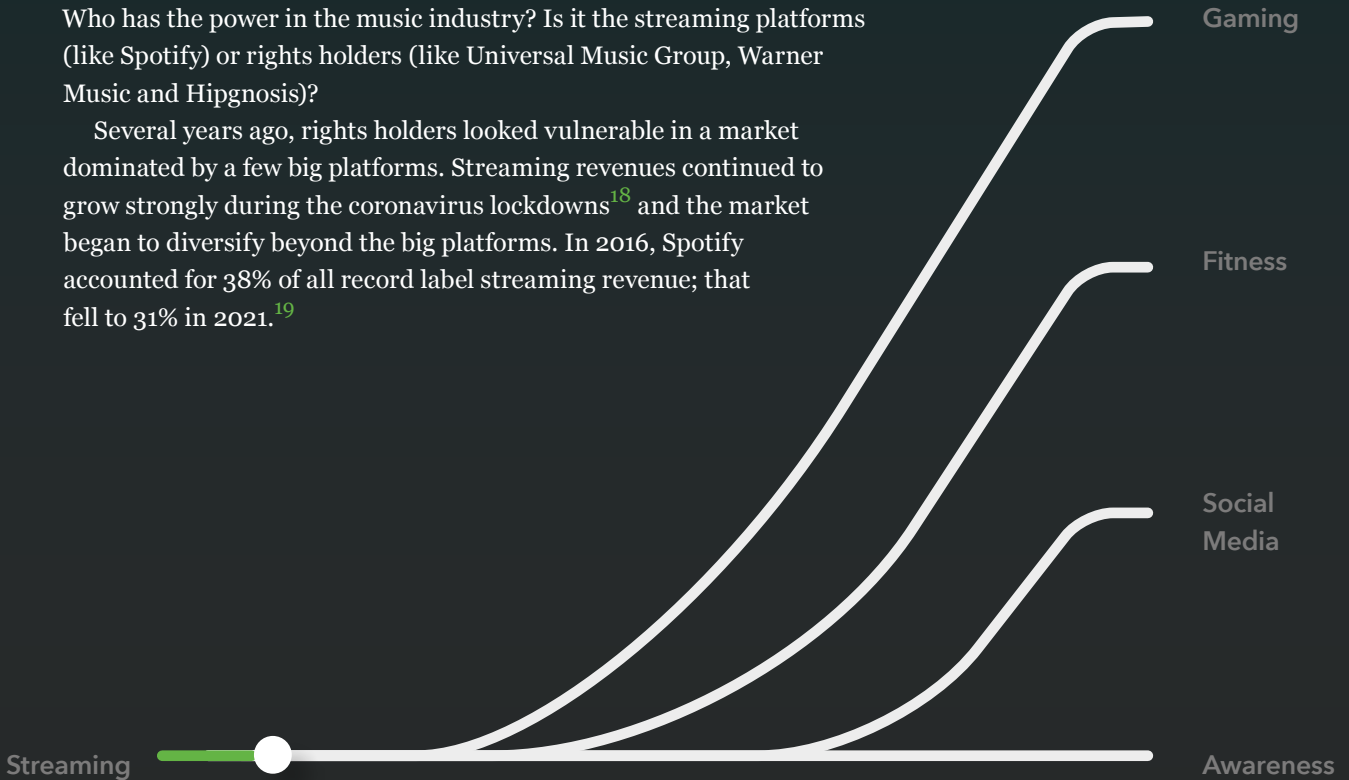 Who has the power in the music industry? Is it the streaming platforms
(like Spotify) or rights holders (like Universal Music Group, Warner
Music and Hipgnosis)?
Several years ago, rights holders looked vulnerable in a market
dominated by a few big platforms. Streaming revenues continued to
grow strongly during the coronavirus lockdowns18 and the market
began to diversify beyond the big platforms. In 2016, Spotify
accounted for 38% of all record label streaming revenue; that
fell to 31% in 2021.19
Gaming
Fitness
Social
Media
Streaming
Awareness